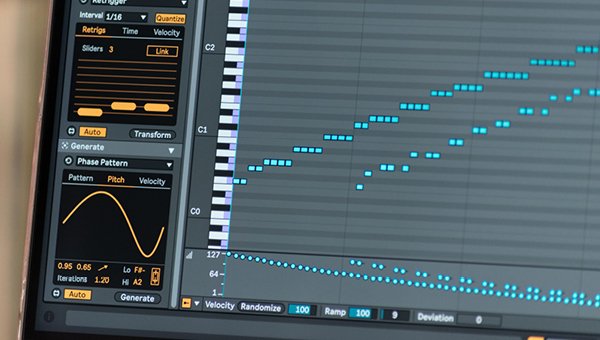 Retrigger
Interval 1/16 Quantize
Retrigs Time Velocity
Sliders 3 Link
Auto Transform
Generate
Phase Pattern
Pattern Pitch Velocity
0.95 0.65 Lo F#-
Iterations 1.20 Hi A2
Auto Generate
C2
C1
C0
127
64
1
Velocity Randomize 100 Ramp 100 9 Deviation 0